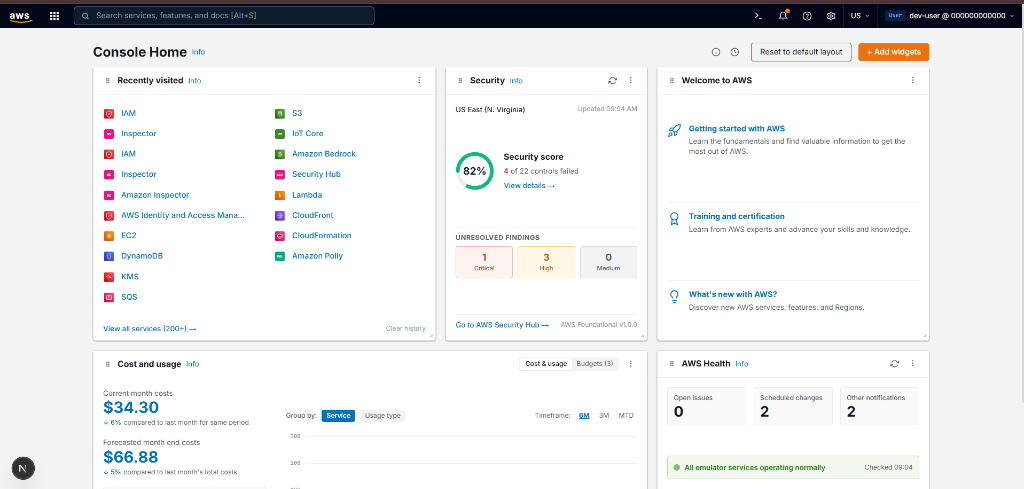 aws
Search services, features, and docs [Alt+S]
US
User dev-user @ 000000000000
Console Home Info
Reset to default layout
+ Add widgets
Recently visited Info
IAM
Inspector
IAM
Inspector
Amazon Inspector
AWS Identity and Access Mana...
EC2
DynamoDB
KMS
SQS
S3
IoT Core
Amazon Bedrock
Security Hub
Lambda
CloudFront
CloudFormation
Amazon Polly
View all services (200+) →
Clear history
Security Info
US East (N. Virginia)
Updated 09:04 AM
82%
Security score
4 of 22 controls failed
View details →
UNRESOLVED FINDINGS
1
Critical
3
High
0
Medium
Go to AWS Security Hub →
AWS Foundational v1.0.0
Welcome to AWS
Getting started with AWS
Learn the fundamentals and find valuable information to get the
most out of AWS.
Training and certification
Learn from AWS experts and advance your skills and knowledge.
What's new with AWS?
Discover new AWS services, features, and Regions.
Cost and usage Info
Cost & usage
Budgets (3)
Current month costs
$34.30
↓ 6% compared to last month for same period
Forecasted month end costs
$66.88
↓ 5% compared to last month's total costs
Group by: Service Usage type
Timeframe: 6M 3M MTD
AWS Health Info
Open issues
0
Scheduled changes
2
Other notifications
2
All emulator services operating normally
Checked 09:04
N